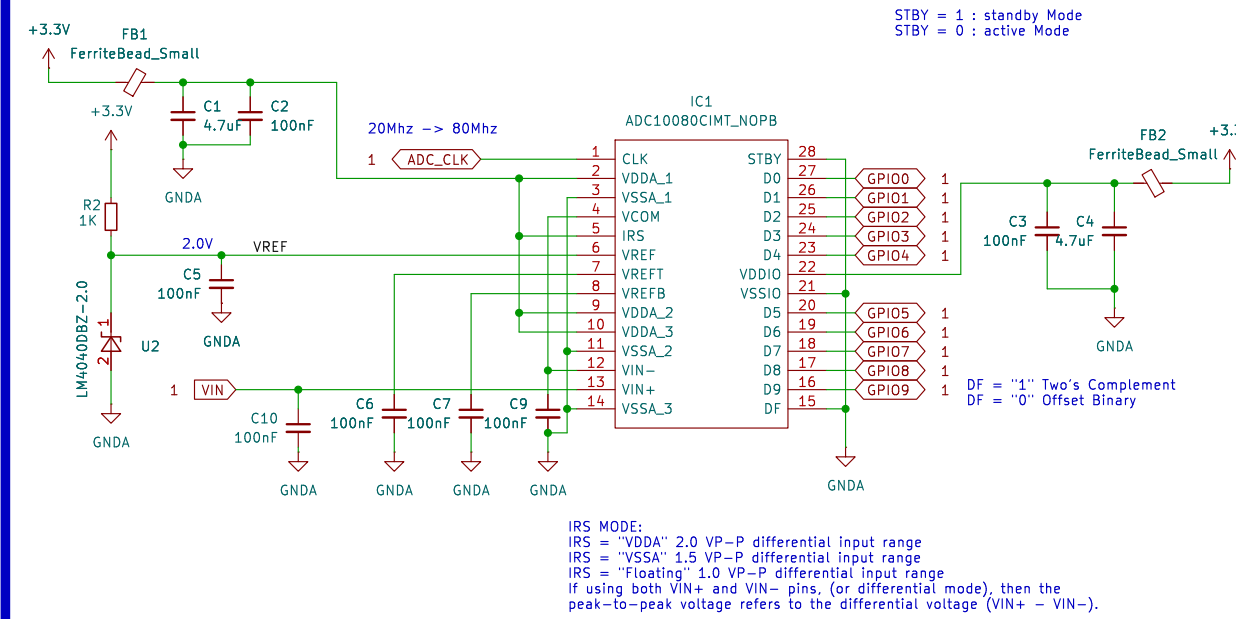 STBY = 1 : standby Mode
STBY = 0 : active Mode
+3.3V
FB1
FerriteBead_Small
+3.3V
C1
4.7uF
C2
100nF
GNDA
R2
1K
2.0V
VREF
C5
100nF
GNDA
LM4040DBZ-2.0
1
2
U2
GNDA
20Mhz -> 80Mhz
1 ADC_CLK
1 VIN
C10
100nF
GNDA
C6
100nF
GNDA
C7
100nF
GNDA
C9
100nF
GNDA
IC1
ADC10080CIMT_NOPB
1 CLK STBY 28
2 VDDA_1 D0 27 GPIO0 1
3 VSSA_1 D1 26 GPIO1 1
4 VCOM D2 25 GPIO2 1
5 IRS D3 24 GPIO3 1
6 VREF D4 23 GPIO4 1
7 VREFT VDDIO 22
8 VREFB VSSIO 21
9 VDDA_2 D5 20 GPIO5 1
10 VDDA_3 D6 19 GPIO6 1
11 VSSA_2 D7 18 GPIO7 1
12 VIN- D8 17 GPIO8 1
13 VIN+ D9 16 GPIO9 1
14 VSSA_3 DF 15
GNDA
FB2
FerriteBead_Small
C3
100nF
C4
4.7uF
GNDA
DF = "1" Two's Complement
DF = "0" Offset Binary
IRS MODE:
IRS = "VDDA" 2.0 VP-P differential input range
IRS = "VSSA" 1.5 VP-P differential input range
IRS = "Floating" 1.0 VP-P differential input range
If using both VIN+ and VIN- pins, (or differential mode), then the
peak-to-peak voltage refers to the differential voltage (VIN+ - VIN-).